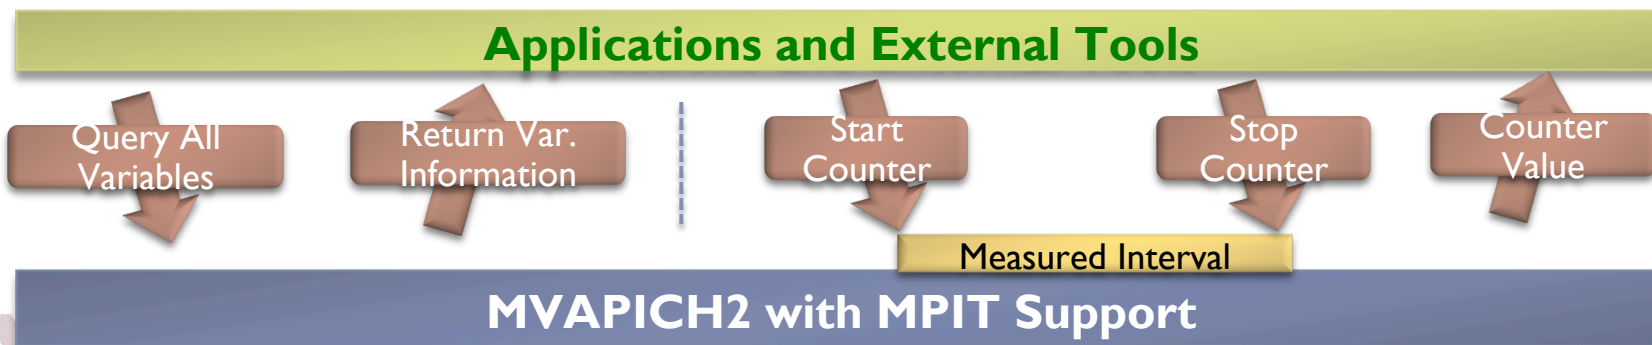 Applications and External Tools
Query All
Variables
Return Var.
Information
Start
Counter
Stop
Counter
Counter
Value
Measured Interval
MVAPICH2 with MPIT Support